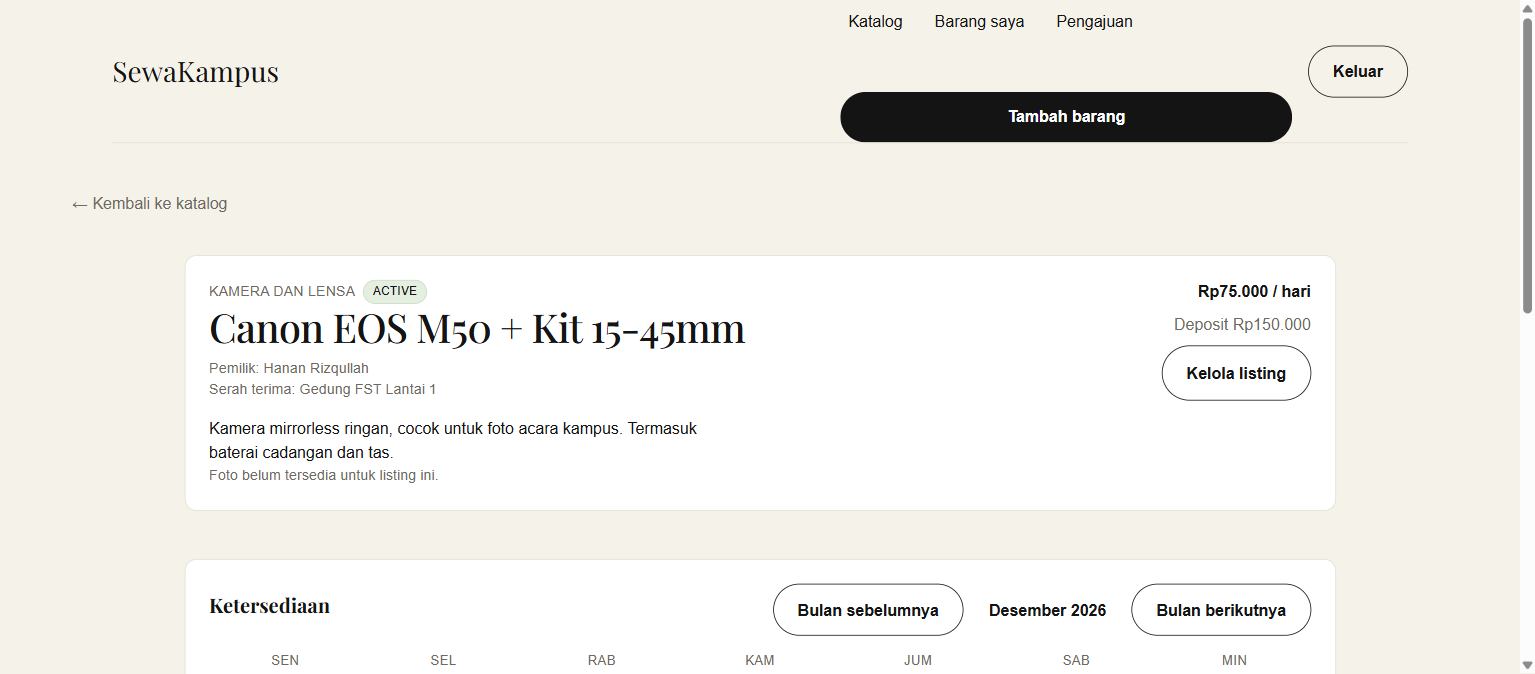 Katalog Barang saya Pengajuan
SewaKampus
Keluar
Tambah barang
← Kembali ke katalog
KAMERA DAN LENSA ACTIVE
Canon EOS M50 + Kit 15-45mm
Pemilik: Hanan Rizqullah
Serah terima: Gedung FST Lantai 1
Kamera mirrorless ringan, cocok untuk foto acara kampus. Termasuk
baterai cadangan dan tas.
Foto belum tersedia untuk listing ini.
Rp75.000 / hari
Deposit Rp150.000
Kelola listing
Ketersediaan
Bulan sebelumnya Desember 2026 Bulan berikutnya
SEN SEL RAB KAM JUM SAB MIN